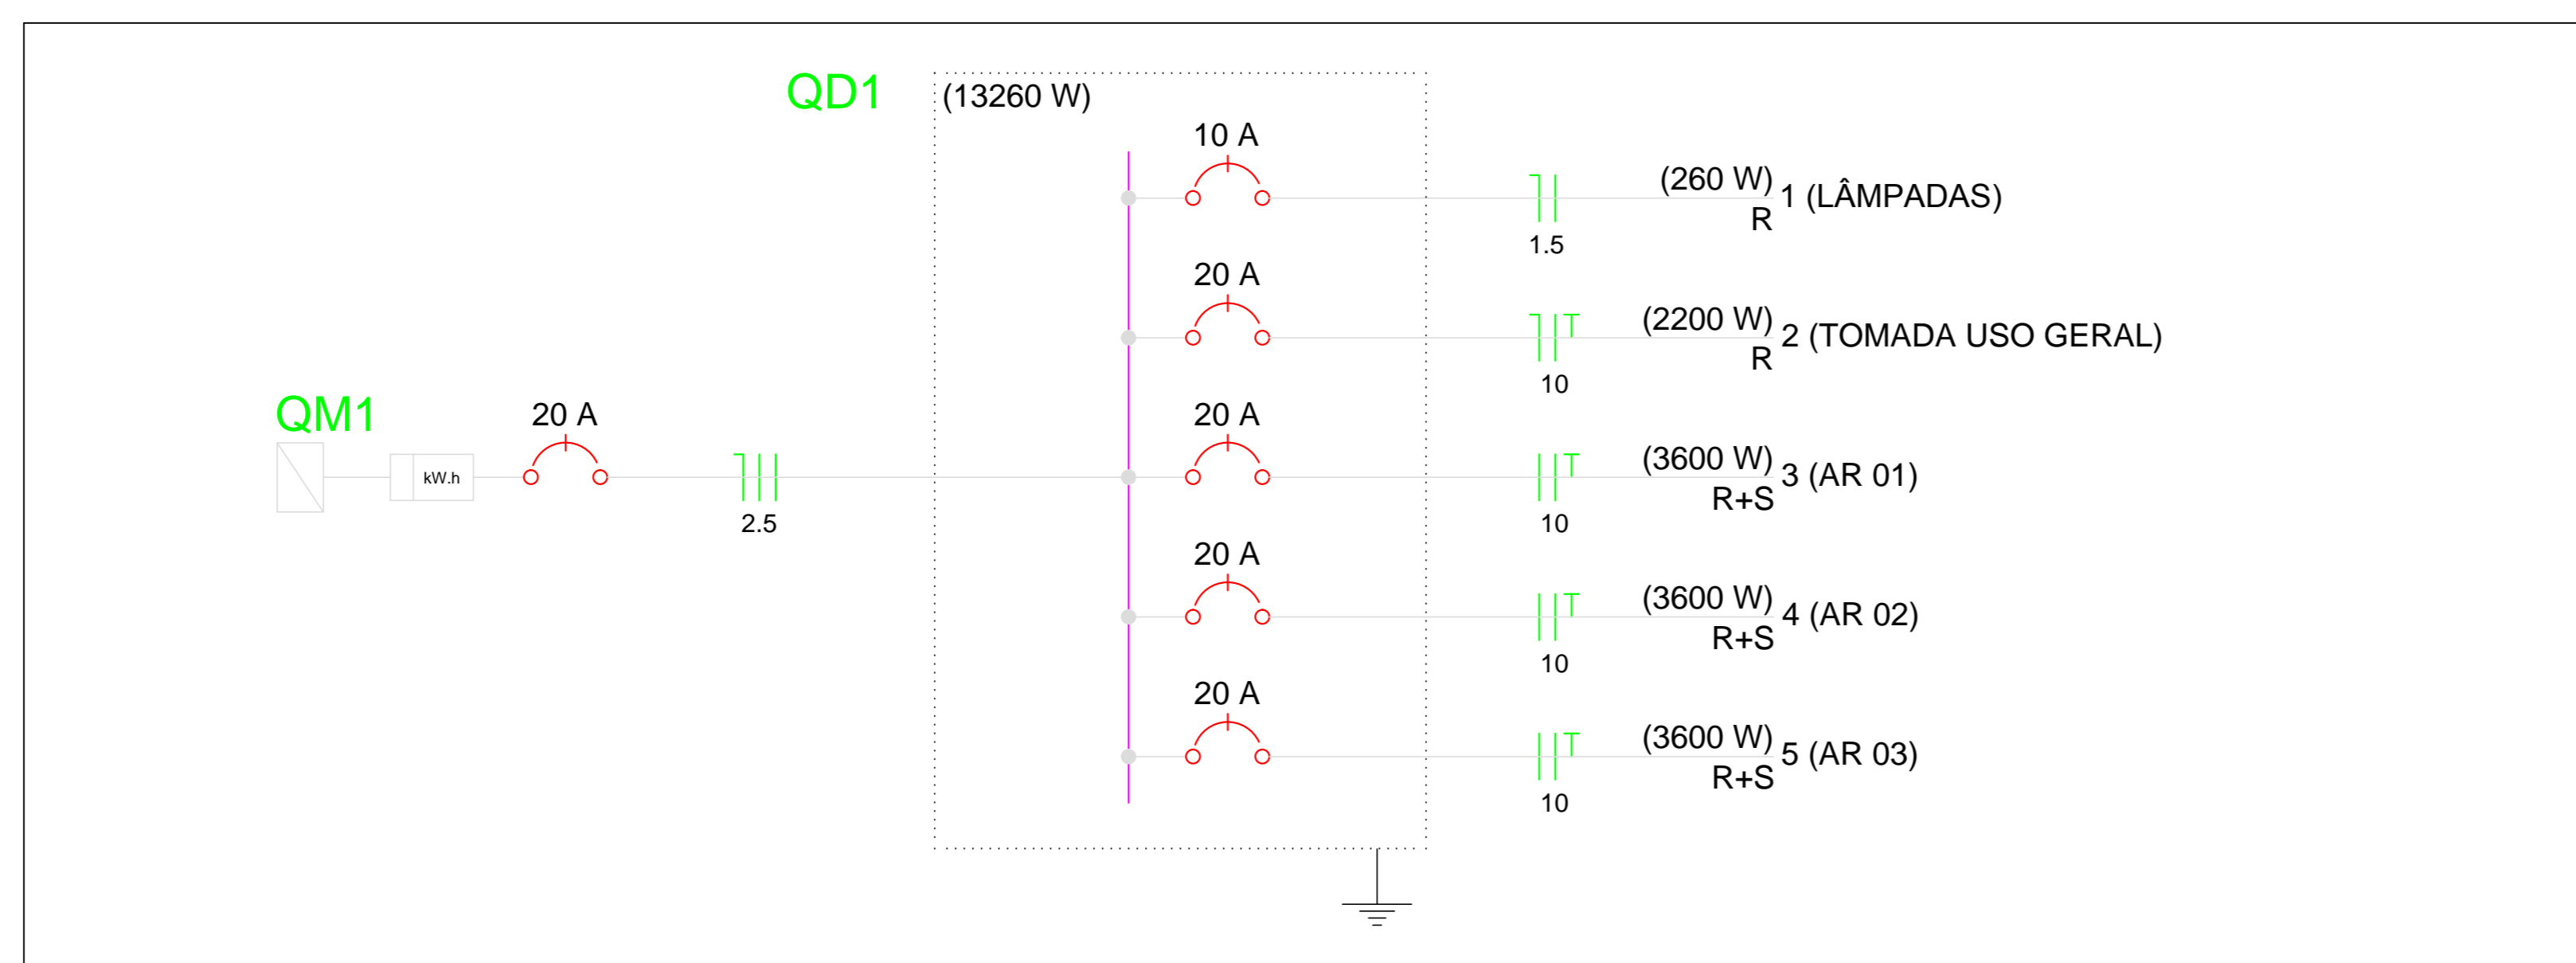 QD1
(13260 W)
10 A
(260 W)
R
1 (LÂMPADAS)
1.5
20 A
(2200 W)
R
2 (TOMADA USO GERAL)
10
QM1
kW.h
20 A
2.5
20 A
(3600 W)
R+S
3 (AR 01)
10
20 A
(3600 W)
R+S
4 (AR 02)
10
20 A
(3600 W)
R+S
5 (AR 03)
10